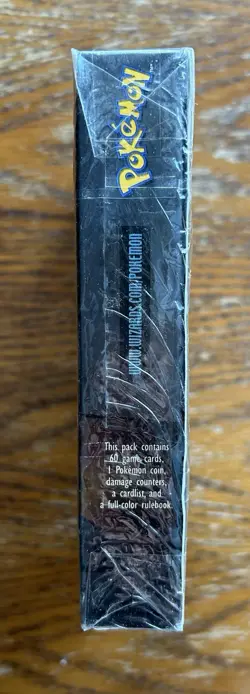 POKéMON
WWW.WIZARDS.COM/POKEMON
This pack contains
60 game cards,
1 Pokémon coin,
damage counters,
a cardlist, and
a full-color rulebook.